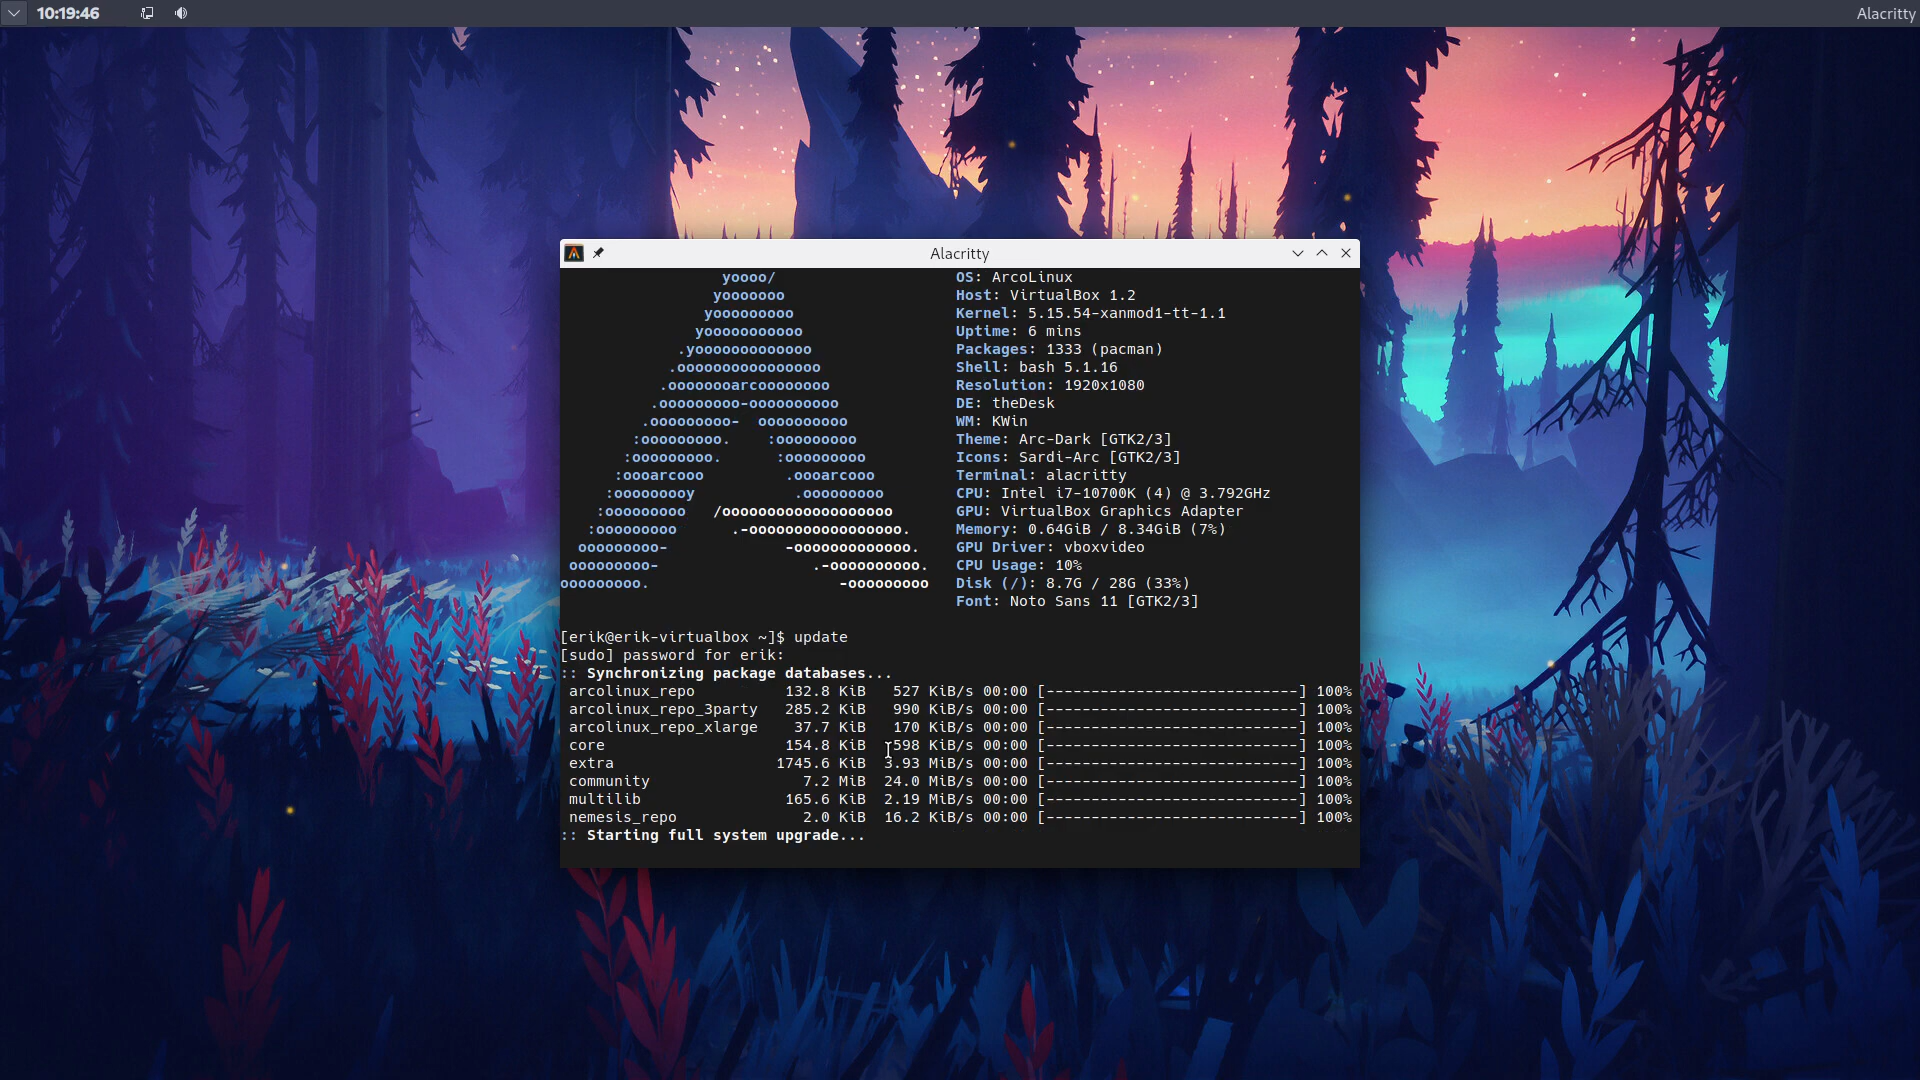 10:19:46
Alacritty
Alacritty
yoooo/ OS: ArcoLinux
yooooooo Host: VirtualBox 1.2
yooooooooo Kernel: 5.15.54-xanmod1-tt-1.1
yooooooooooo Uptime: 6 mins
.yooooooooooooo Packages: 1333 (pacman)
.oooooooooooooooo Shell: bash 5.1.16
.oooooooarcoooooooo Resolution: 1920x1080
.ooooooooo-oooooooooo DE: theDesk
.ooooooooo-  oooooooooo WM: KWin
:ooooooooo.    :ooooooooo Theme: Arc-Dark [GTK2/3]
:ooooooooo.      :ooooooooo Icons: Sardi-Arc [GTK2/3]
:oooarcooo         .oooarcooo Terminal: alacritty
:ooooooooy           .ooooooooo CPU: Intel i7-10700K (4) @ 3.792GHz
:ooooooooo   /ooooooooooooooooooo GPU: VirtualBox Graphics Adapter
:ooooooooo      .-ooooooooooooooooo. Memory: 0.64GiB / 8.34GiB (7%)
ooooooooo-             -ooooooooooooo. GPU Driver: vboxvideo
ooooooooo-                 .-oooooooooo. CPU Usage: 10%
ooooooooo.                     -ooooooooo Disk (/): 8.7G / 28G (33%)
Font: Noto Sans 11 [GTK2/3]
[erik@erik-virtualbox ~]$ update
[sudo] password for erik:
:: Synchronizing package databases...
arcolinux_repo 132.8 KiB 527 KiB/s 00:00 [----------------------------] 100%
arcolinux_repo_3party 285.2 KiB 990 KiB/s 00:00 [----------------------------] 100%
arcolinux_repo_xlarge 37.7 KiB 170 KiB/s 00:00 [----------------------------] 100%
core 154.8 KiB 598 KiB/s 00:00 [----------------------------] 100%
extra 1745.6 KiB 3.93 MiB/s 00:00 [----------------------------] 100%
community 7.2 MiB 24.0 MiB/s 00:00 [----------------------------] 100%
multilib 165.6 KiB 2.19 MiB/s 00:00 [----------------------------] 100%
nemesis_repo 2.0 KiB 16.2 KiB/s 00:00 [----------------------------] 100%
:: Starting full system upgrade...